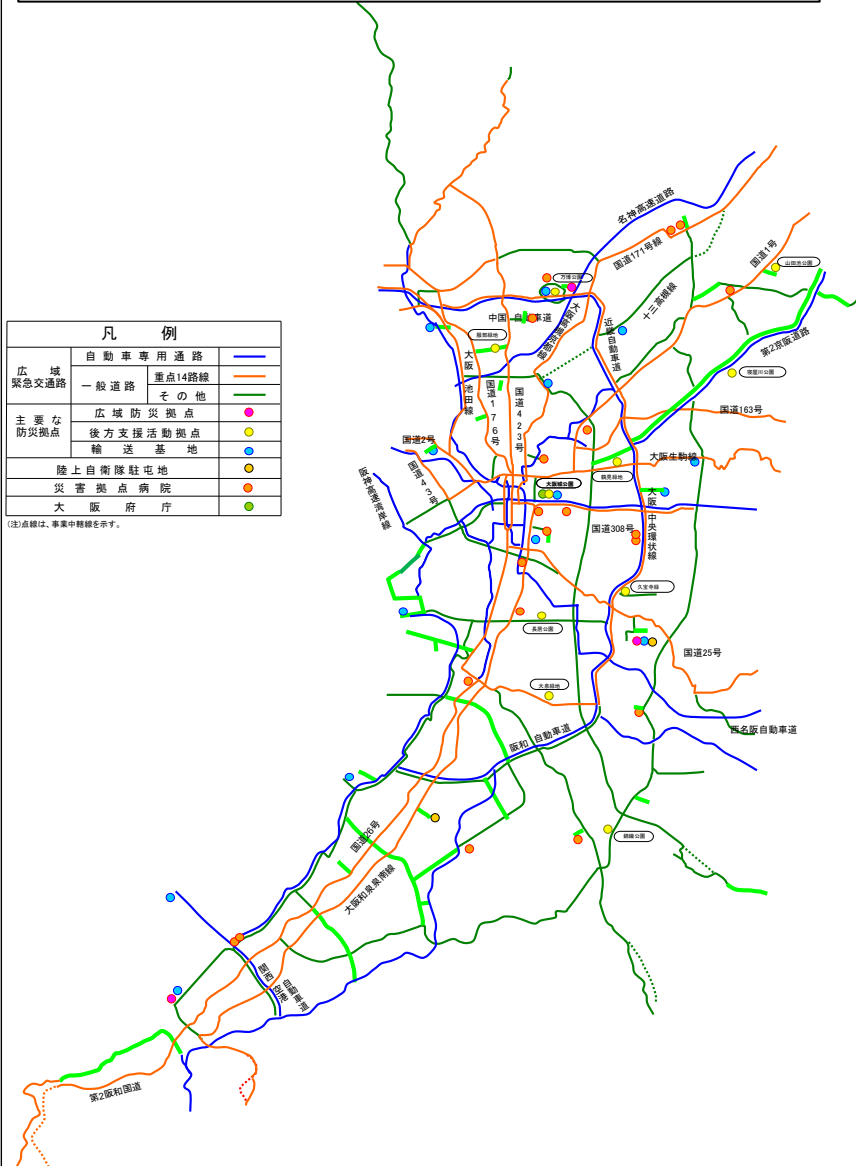 名神高速道路
国道171号線
国道1号
山田池公園
万博公園
十三高槻線
中国自動車道
大阪高槻京都線
近畿自動車道
第2京阪道路
服部緑地
大阪池田線
国道176号
国道423号
寝屋川公園
国道163号
凡 例
広域緊急交通路
自動車専用道路
一般道路
重点14路線
その他
主要な防災拠点
広域防災拠点
後方支援活動拠点
輸送基地
陸上自衛隊駐屯地
災害拠点病院
大阪府庁
(注)点線は、事業中路線を示す。
国道2号
国道43号
阪神高速湾岸線
大阪生駒線
鶴見緑地
大阪城公園
大阪中央環状線
国道308号
久宝寺緑地
長居公園
国道25号
大泉緑地
西名阪自動車道
阪和自動車道
錦織公園
国道26号
大阪和泉泉南線
関西空港自動車道
第2阪和国道